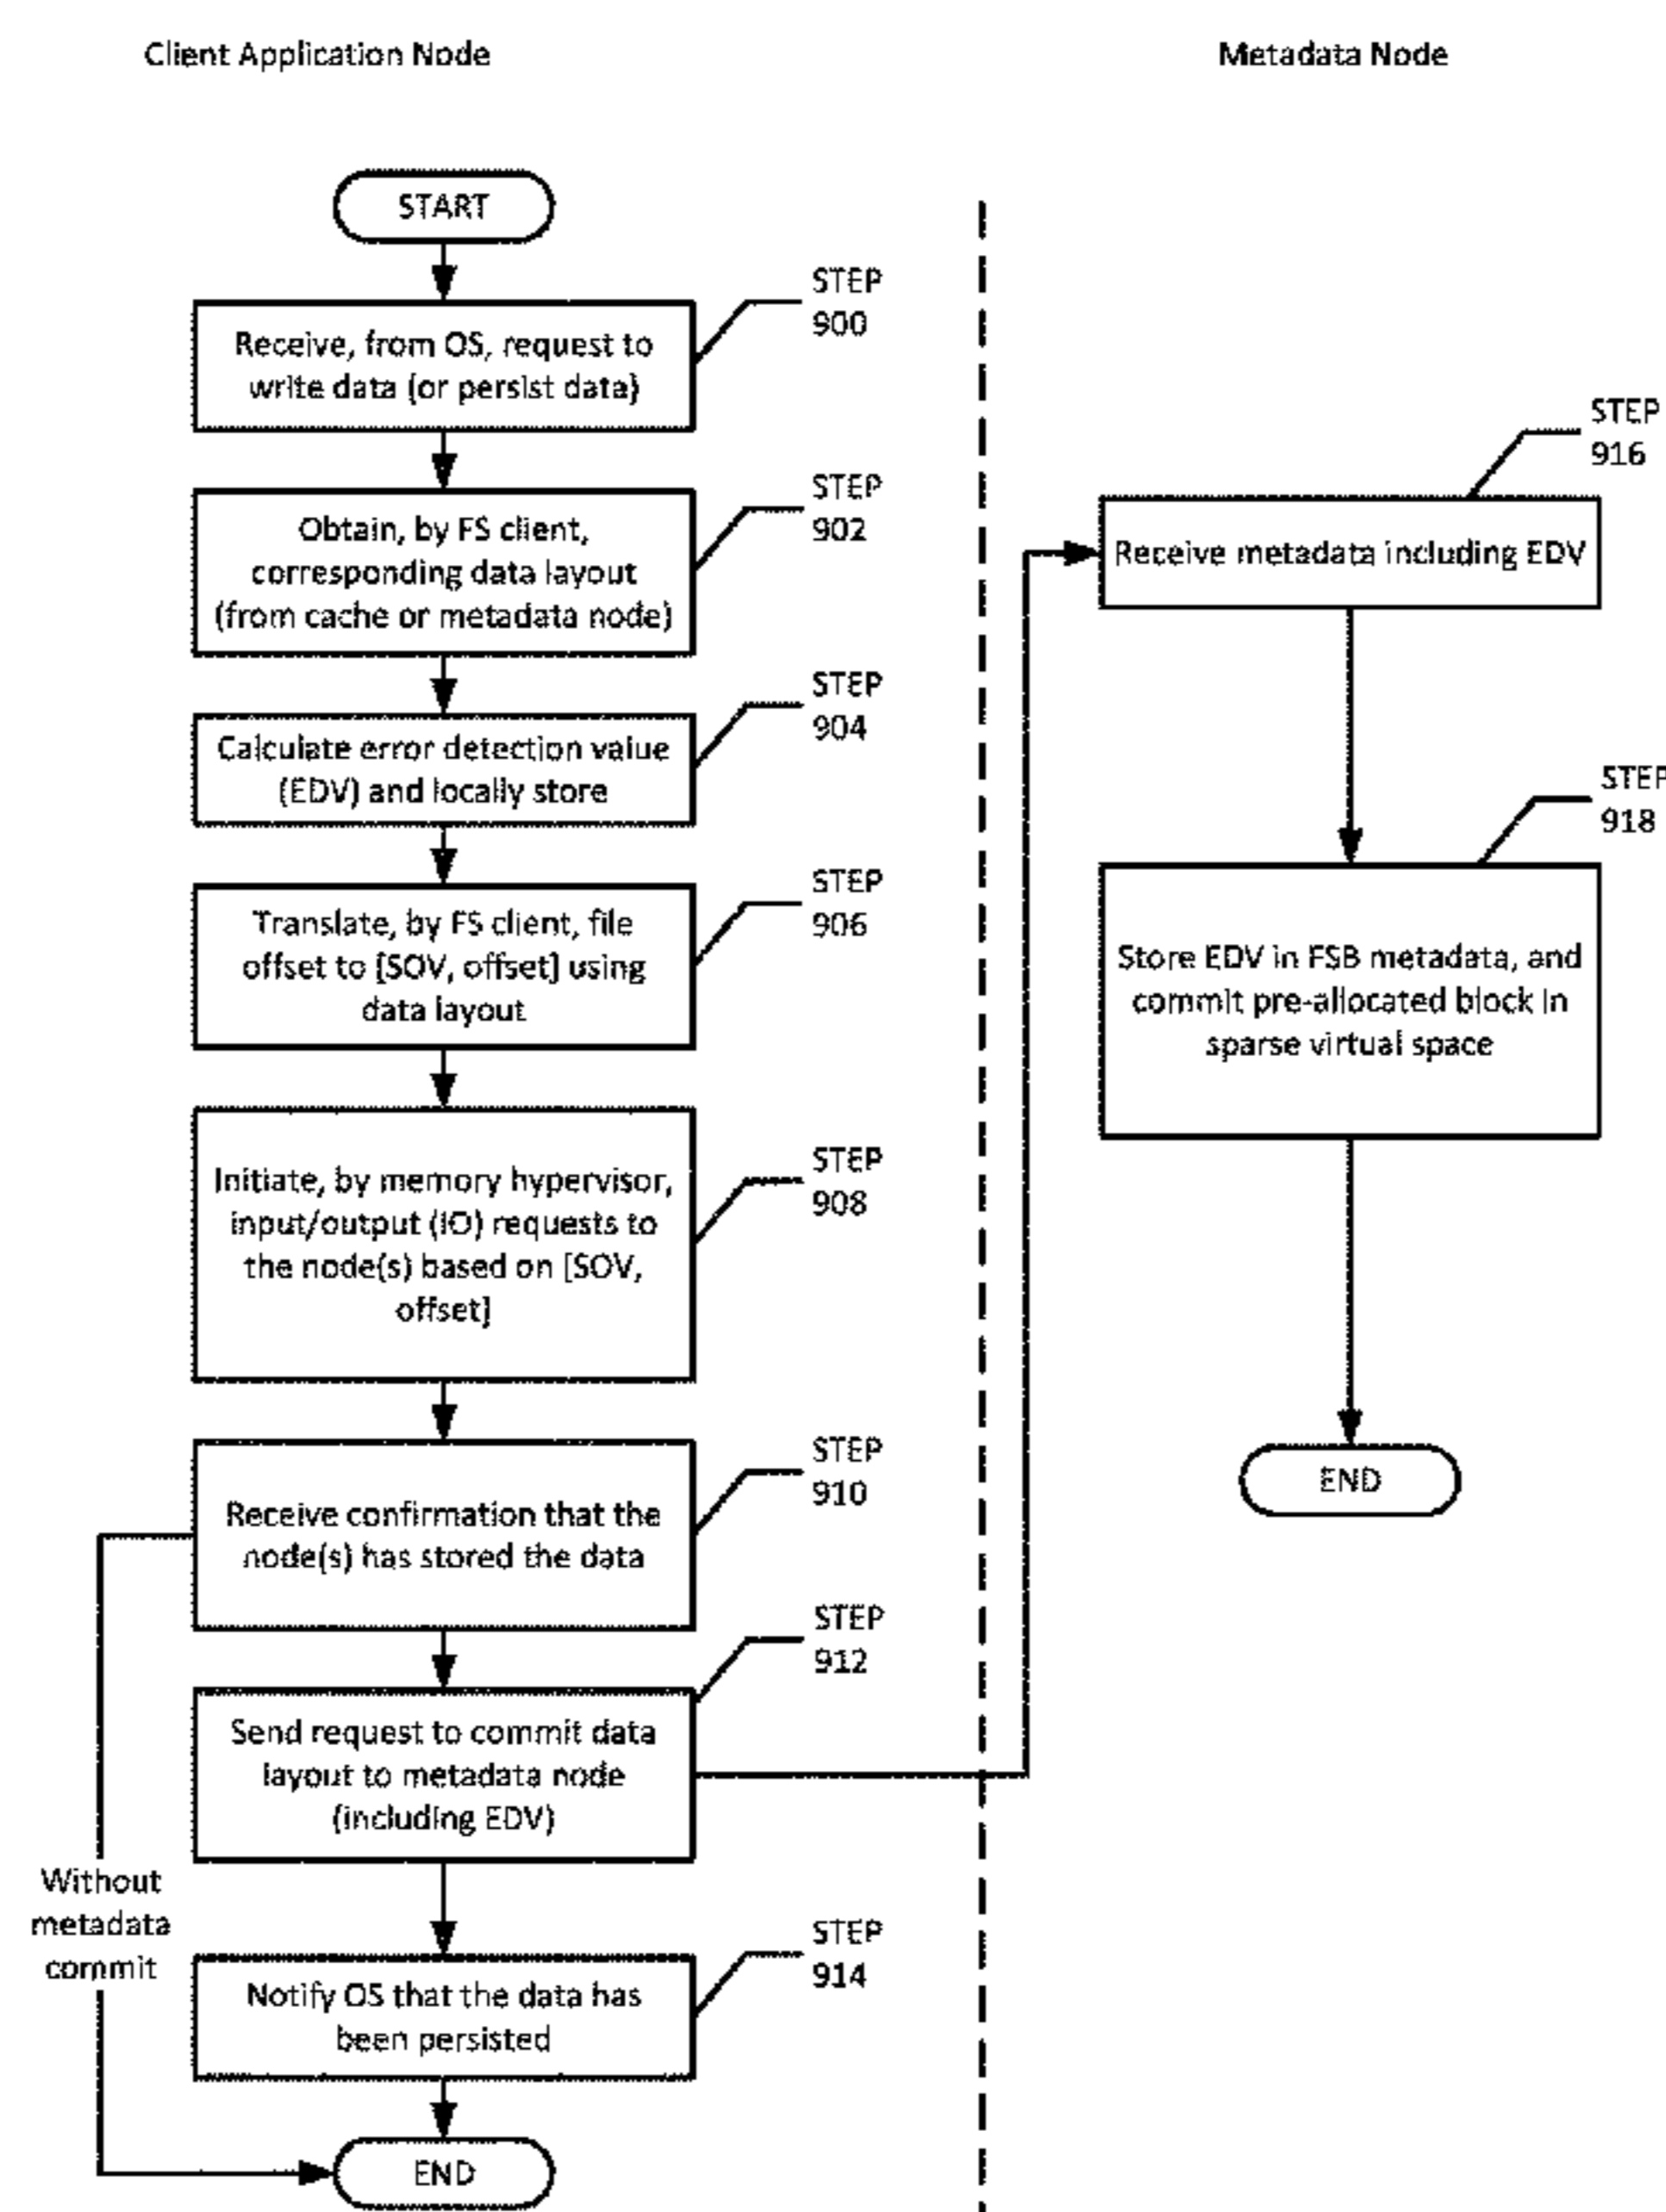 Client Application Node
Metadata Node
START
STEP
900
Receive, from OS, request to
write data (or persist data)
STEP
902
Obtain, by FS client,
corresponding data layout
(from cache or metadata node)
STEP
904
Calculate error detection value
(EDV) and locally store
STEP
906
Translate, by FS client, file
offset to [SOV, offset] using
data layout
STEP
908
Initiate, by memory hypervisor,
input/output (IO) requests to
the node(s) based on [SOV,
offset]
STEP
910
Receive confirmation that the
node(s) has stored the data
STEP
912
Send request to commit data
layout to metadata node
(including EDV)
Without
metadata
commit
STEP
914
Notify OS that the data has
been persisted
END
STEP
916
Receive metadata including EDV
STEP
918
Store EDV in FSB metadata, and
commit pre-allocated block in
sparse virtual space
END